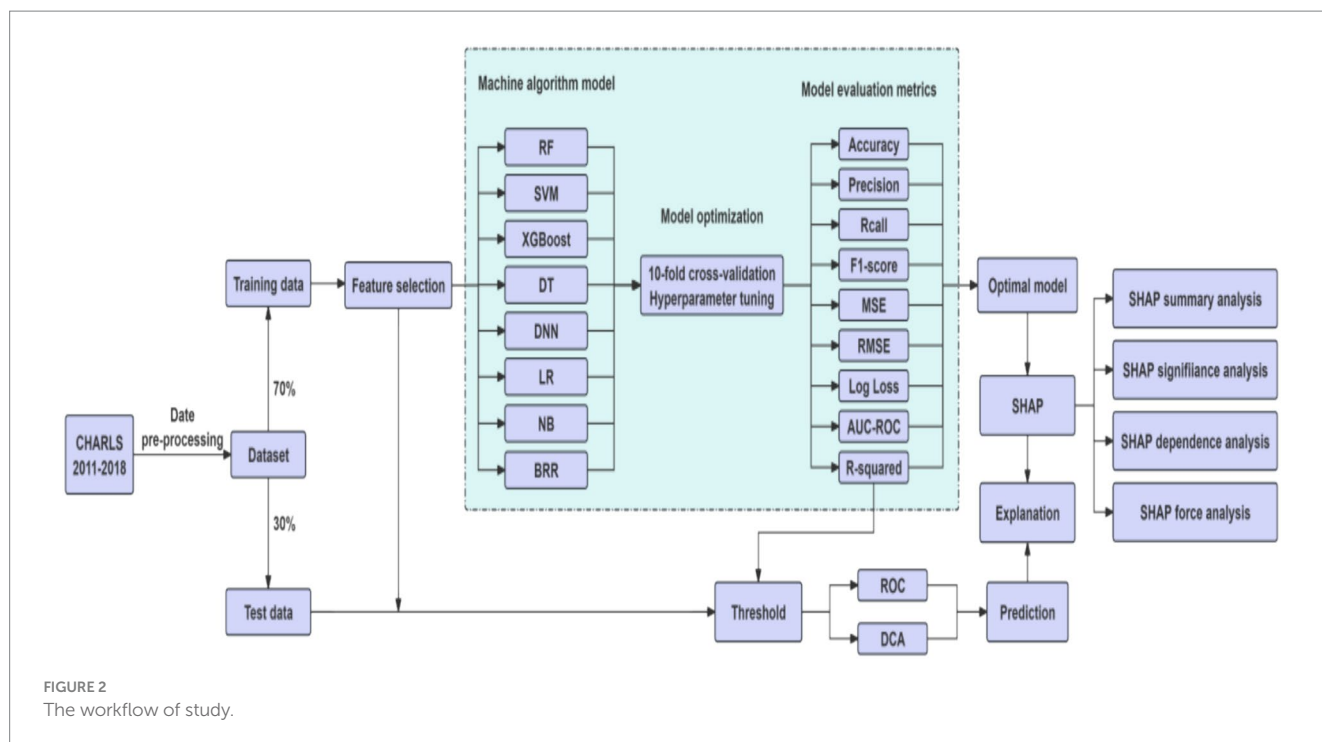 Machine algorithm model
Model evaluation metrics
RF
SVM
XGBoost
DT
DNN
LR
NB
BRR
Model optimization
10-fold cross-validation
Hyperparameter tuning
Accuracy
Precision
Rcall
F1-score
MSE
RMSE
Log Loss
AUC-ROC
R-squared
Training data
Feature selection
70%
CHARLS
2011-2018
Date
pre-processing
Dataset
30%
Test data
Optimal model
SHAP
Explanation
SHAP summary analysis
SHAP signifiiance analysis
SHAP dependence analysis
SHAP force analysis
Threshold
ROC
DCA
Prediction
FIGURE 2
The workflow of study.